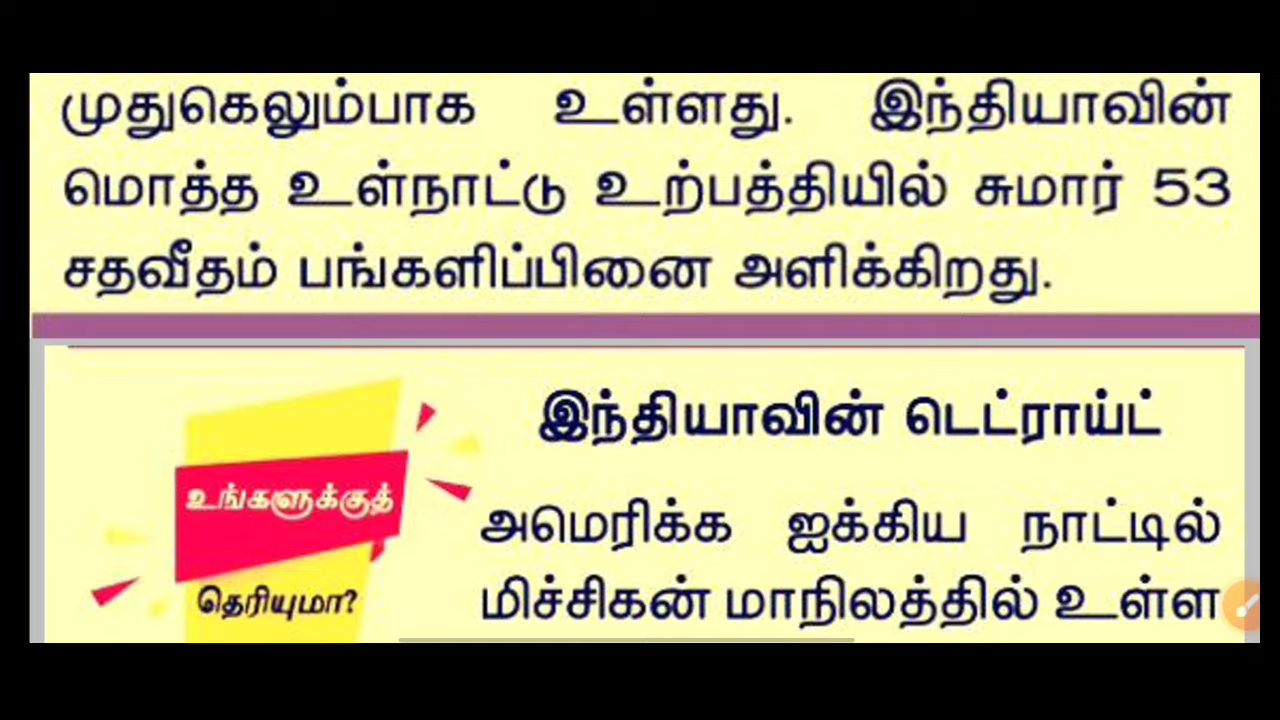 முதுகெலும்பாக உள்ளது. இந்தியாவின்
மொத்த உள்நாட்டு உற்பத்தியில் சுமார் 53
சதவீதம் பங்களிப்பினை அளிக்கிறது.
உங்களுக்குத்
தெரியுமா?
இந்தியாவின் டெட்ராய்ட்
அமெரிக்க ஐக்கிய நாட்டில்
மிச்சிகன் மாநிலத்தில் உள்ள